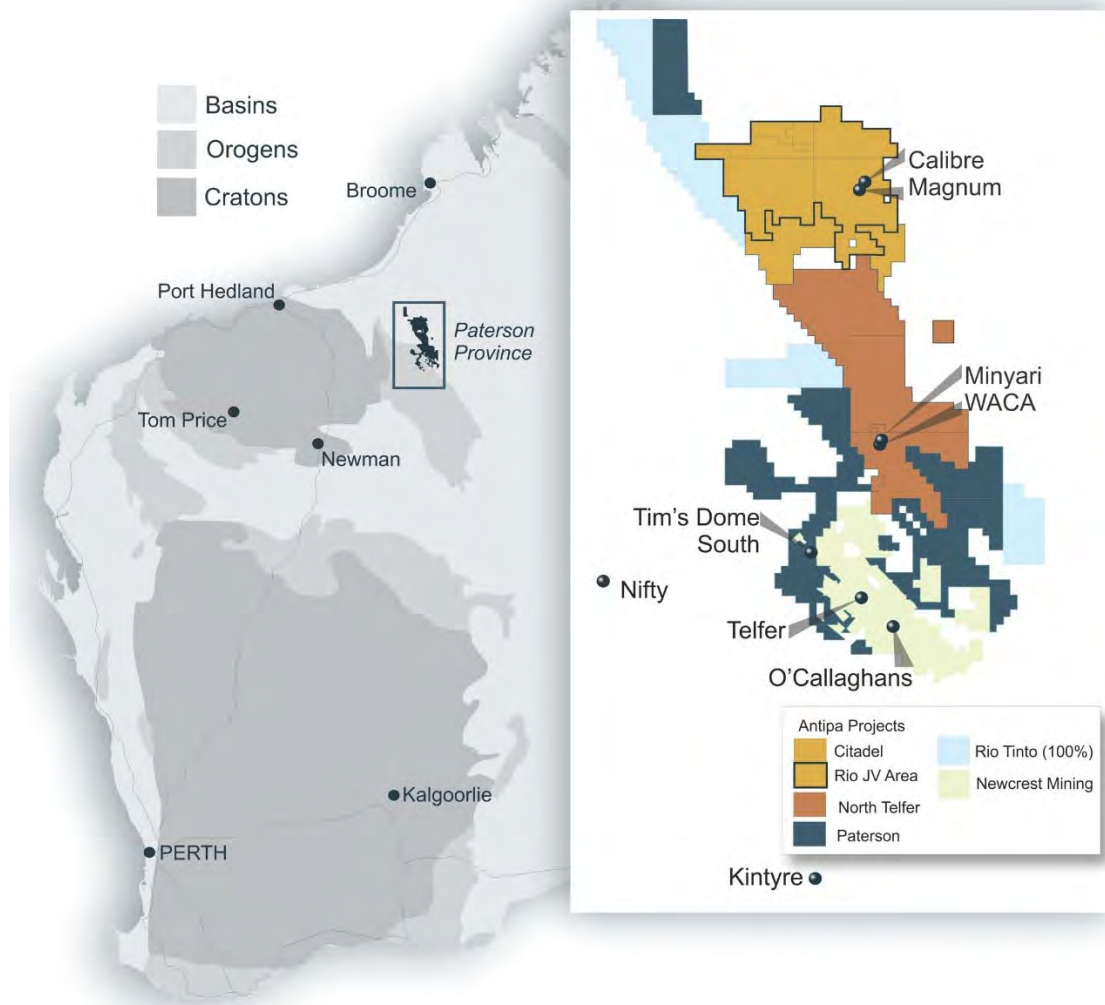 Basins
Orogens
Cratons
Broome
Port Hedland
Paterson
Province
Tom Price
Newman
Kalgoorlie
PERTH
Calibre
Magnum
Minyari
WACA
Tim's Dome
South
Nifty
Telfer
O'Callaghans
Antipa Projects
Citadel
Rio JV Area
North Telfer
Paterson
Rio Tinto (100%)
Newcrest Mining
Kintyre